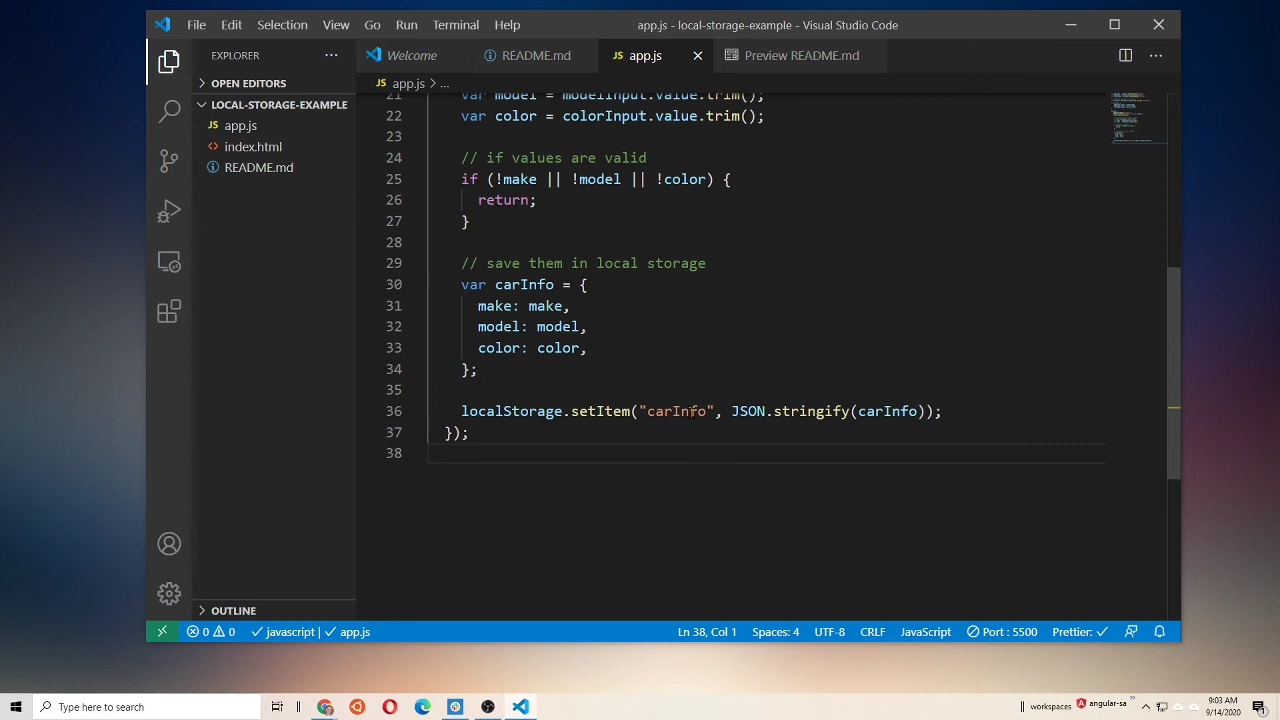 File Edit Selection View Go Run Terminal Help
app.js - local-storage-example - Visual Studio Code
EXPLORER
Welcome
README.md
app.js
Preview README.md
OPEN EDITORS
LOCAL-STORAGE-EXAMPLE
app.js
index.html
README.md
OUTLINE
app.js > ...
21 var model = modelInput.value.trim();
22 var color = colorInput.value.trim();
23
24 // if values are valid
25 if (!make || !model || !color) {
26 return;
27 }
28
29 // save them in local storage
30 var carInfo = {
31 make: make,
32 model: model,
33 color: color,
34 };
35
36 localStorage.setItem("carInfo", JSON.stringify(carInfo));
37 });
38
0 0 javascript | app.js
Ln 38, Col 1 Spaces: 4 UTF-8 CRLF JavaScript Port : 5500 Prettier:
Type here to search
workspaces angular-sa
9:03 AM
9/14/2020
1